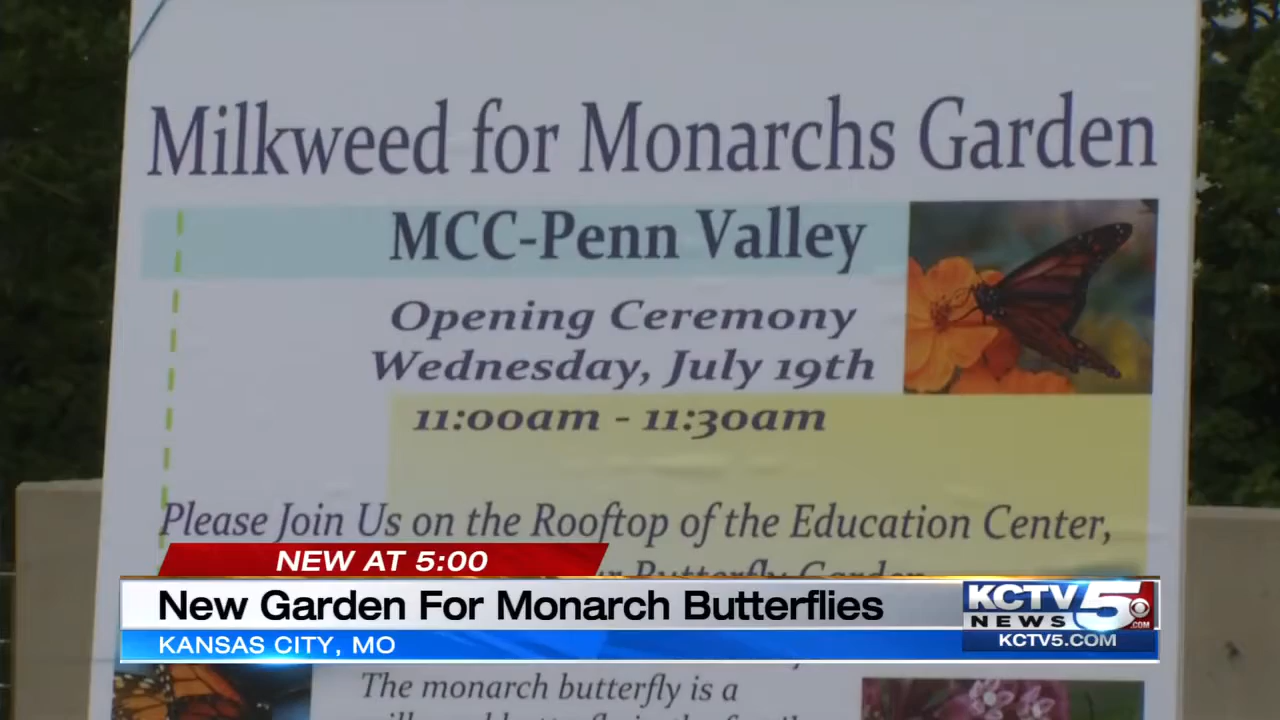 Milkweed for Monarchs Garden
MCC-Penn Valley
Opening Ceremony
Wednesday, July 19th
11:00am - 11:30am
Please Join Us on the Rooftop of the Education Center,
Butterfly Garden
NEW AT 5:00
New Garden For Monarch Butterflies
KANSAS CITY, MO
KCTV5
NEWS
.COM
KCTV5.COM
The monarch butterfly is a